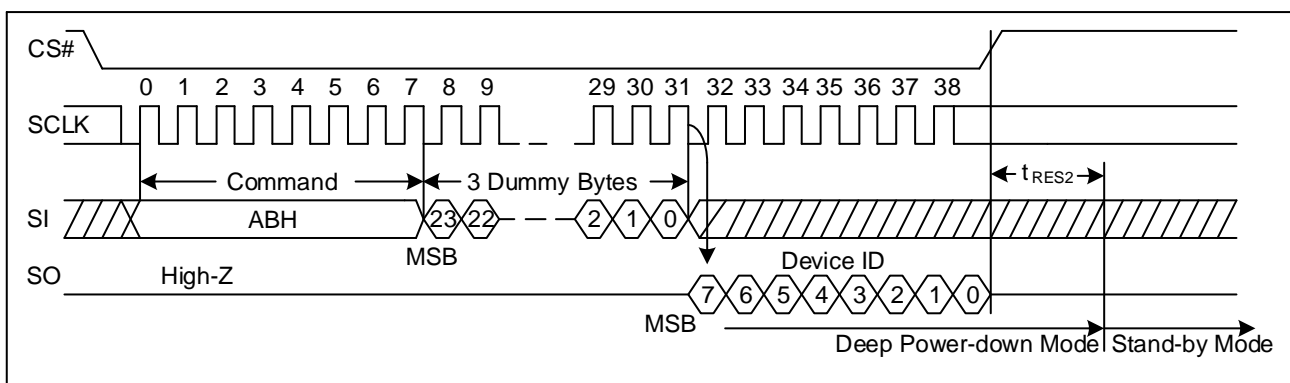 CS#
0 1 2 3 4 5 6 7 8 9 29 30 31 32 33 34 35 36 37 38
SCLK
Command 3 Dummy Bytes tRES2
SI ABH 23 22 2 1 0
MSB
SO High-Z Device ID
7 6 5 4 3 2 1 0
MSB
Deep Power-down Mode Stand-by Mode